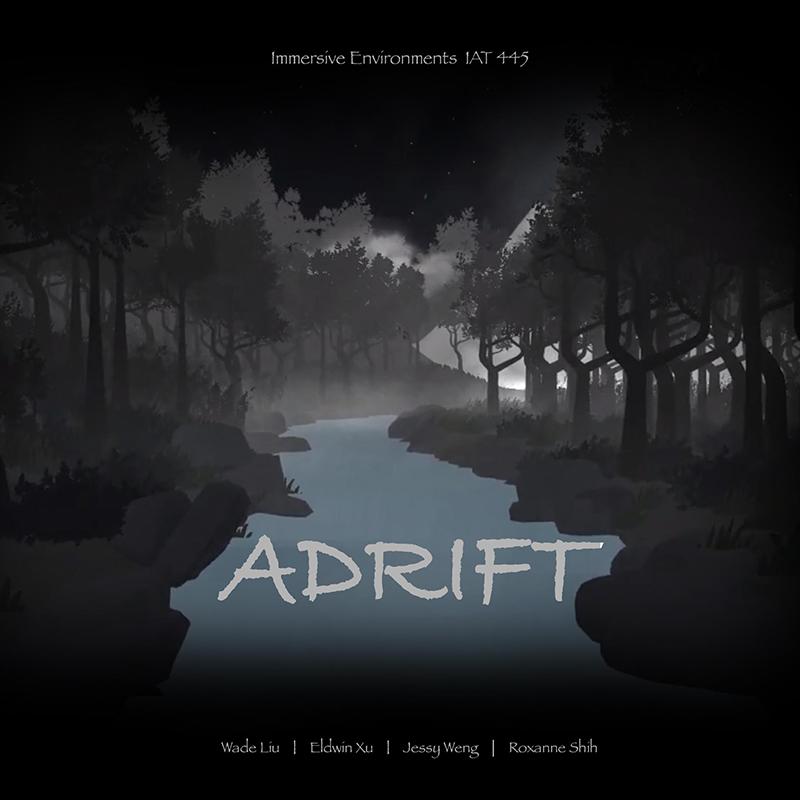 Immersive Environments IAT 445
ADRIFT
Wade Liu | Eldwin Xu | Jessy Weng | Roxanne Shih